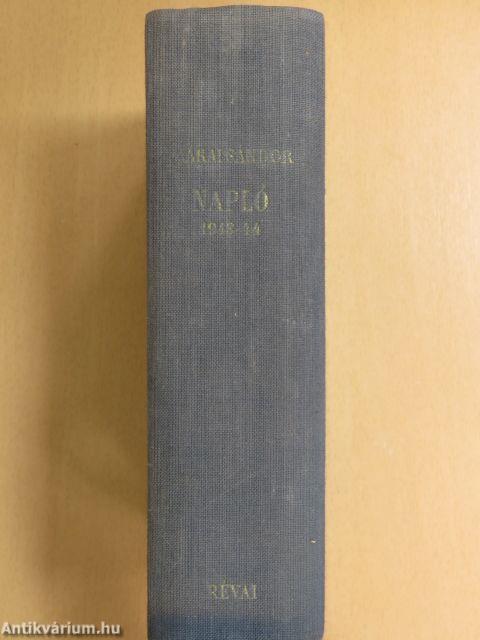 MÁRAI SÁNDOR
NAPLÓ
1943-44
RÉVAI
Antikvárium.hu